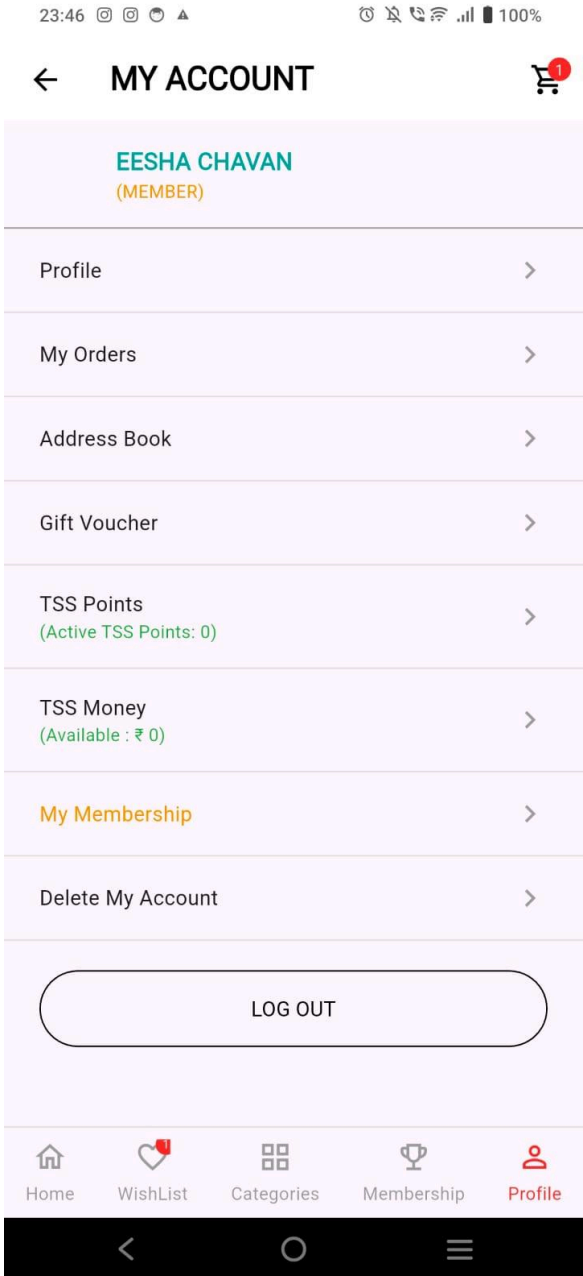 23:46 100%
MY ACCOUNT 1
EESHA CHAVAN
(MEMBER)
Profile
My Orders
Address Book
Gift Voucher
TSS Points
(Active TSS Points: 0)
TSS Money
(Available : ₹ 0)
My Membership
Delete My Account
LOG OUT
1
Home WishList Categories Membership Profile